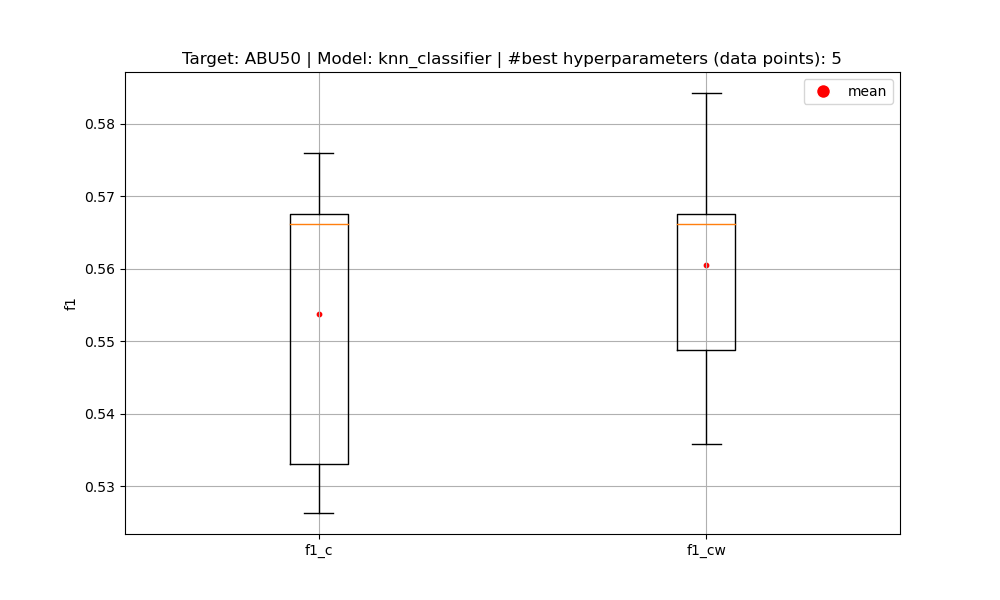 Target: ABU50 | Model: knn_classifier | #best hyperparameters (data points): 5
mean
0.58
0.57
0.56
0.55
0.54
0.53
f1
f1_c
f1_cw